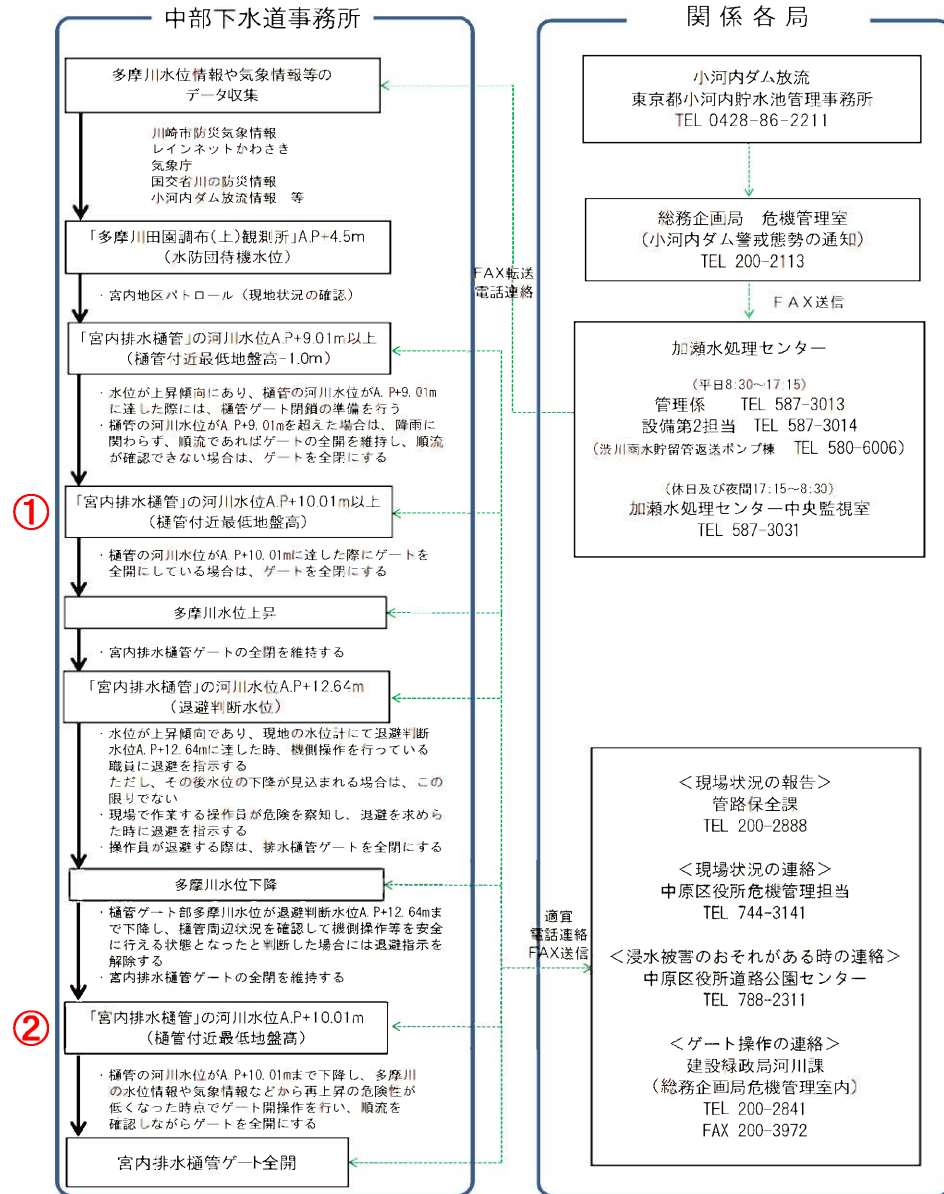 中部下水道事務所
多摩川水位情報や気象情報等の
データ収集
川崎市防災気象情報
レインネットかわさき
気象庁
国交省川の防災情報
小河内ダム放流情報 等
「多摩川田園調布(上)観測所」A.P+4.5m
(水防団待機水位)
・宮内地区パトロール (現地状況の確認)
「宮内排水樋管」の河川水位A.P+9.01m以上
(樋管付近最低地盤高-1.0m)
・水位が上昇傾向にあり、樋管の河川水位がA.P+9.01m
に達した際には、樋管ゲート閉鎖の準備を行う
・樋管の河川水位がA.P+9.01mを超えた場合は、降雨に
関わらず、順流であればゲートの全開を維持し、順流
が確認できない場合は、ゲートを全閉にする
①
「宮内排水樋管」の河川水位A.P+10.01m以上
(樋管付近最低地盤高)
・樋管の河川水位がA.P+10.01mに達した際にゲートを
全開にしている場合は、ゲートを全閉にする
多摩川水位上昇
・宮内排水樋管ゲートの全閉を維持する
「宮内排水樋管」の河川水位A.P+12.64m
(退避判断水位)
・水位が上昇傾向であり、現地の水位計にて退避判断
水位A.P+12.64mに達した時、機側操作を行っている
職員に退避を指示する
ただし、その後水位の下降が見込まれる場合は、この
限りでない
・現場で作業する操作員が危険を察知し、退避を求めら
れた時に退避を指示する
・操作員が退避する際は、排水樋管ゲートを全閉にする
多摩川水位下降
・樋管ゲート部多摩川水位が退避判断水位A.P+12.64mま
で下降し、樋管周辺状況を確認して機側操作等を安全
に行える状態となったと判断した場合には退避指示を
解除する
・宮内排水樋管ゲートの全閉を維持する
②
「宮内排水樋管」の河川水位A.P+10.01m
(樋管付近最低地盤高)
・樋管の河川水位がA.P+10.01mまで下降し、多摩川
の水位情報や気象情報などから再上昇の危険性が
低くなった時点でゲート開操作を行い、順流を
確認しながらゲートを全開にする
宮内排水樋管ゲート全開
FAX転送
電話連絡
適宜
電話連絡
FAX送信
関係各局
小河内ダム放流
東京都小河内貯水池管理事務所
TEL 0428-86-2211
総務企画局 危機管理室
(小河内ダム警戒態勢の通知)
TEL 200-2113
FAX送信
加瀬水処理センター
(平日8:30~17:15)
管理係 TEL 587-3013
設備第2担当 TEL 587-3014
(渋川雨水貯留管返送ポンプ棟 TEL 580-6006)
(休日及び夜間17:15~8:30)
加瀬水処理センター中央監視室
TEL 587-3031
<現場状況の報告>
管路保全課
TEL 200-2888
<現場状況の連絡>
中原区役所危機管理担当
TEL 744-3141
<浸水被害のおそれがある時の連絡>
中原区役所道路公園センター
TEL 788-2311
<ゲート操作の連絡>
建設緑政局河川課
(総務企画局危機管理室内)
TEL 200-2841
FAX 200-3972